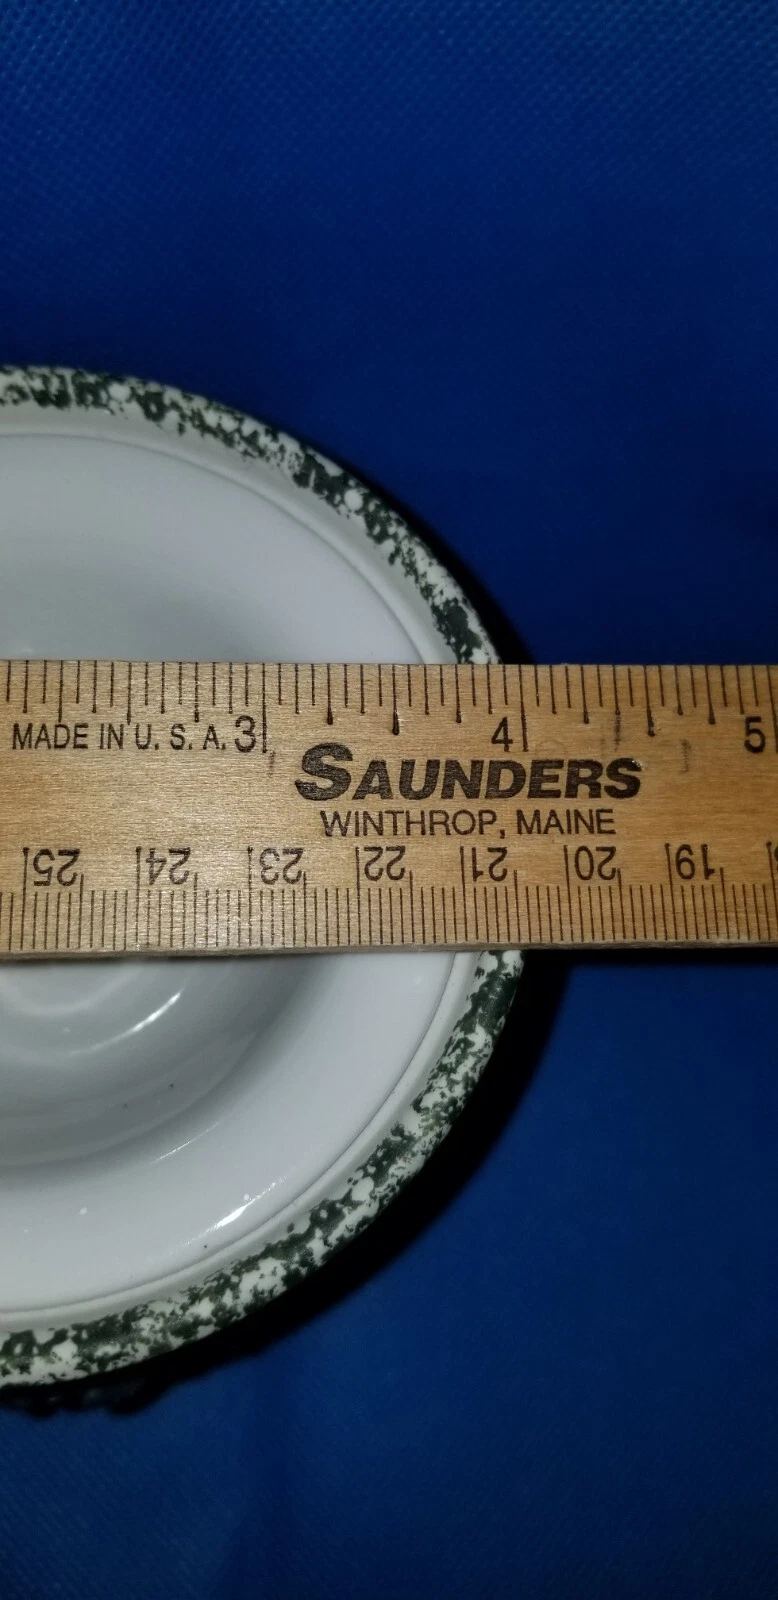 MADE IN U. S. A. 3 4 5
SAUNDERS
WINTHROP, MAINE
25 24 23 22 21 20 19